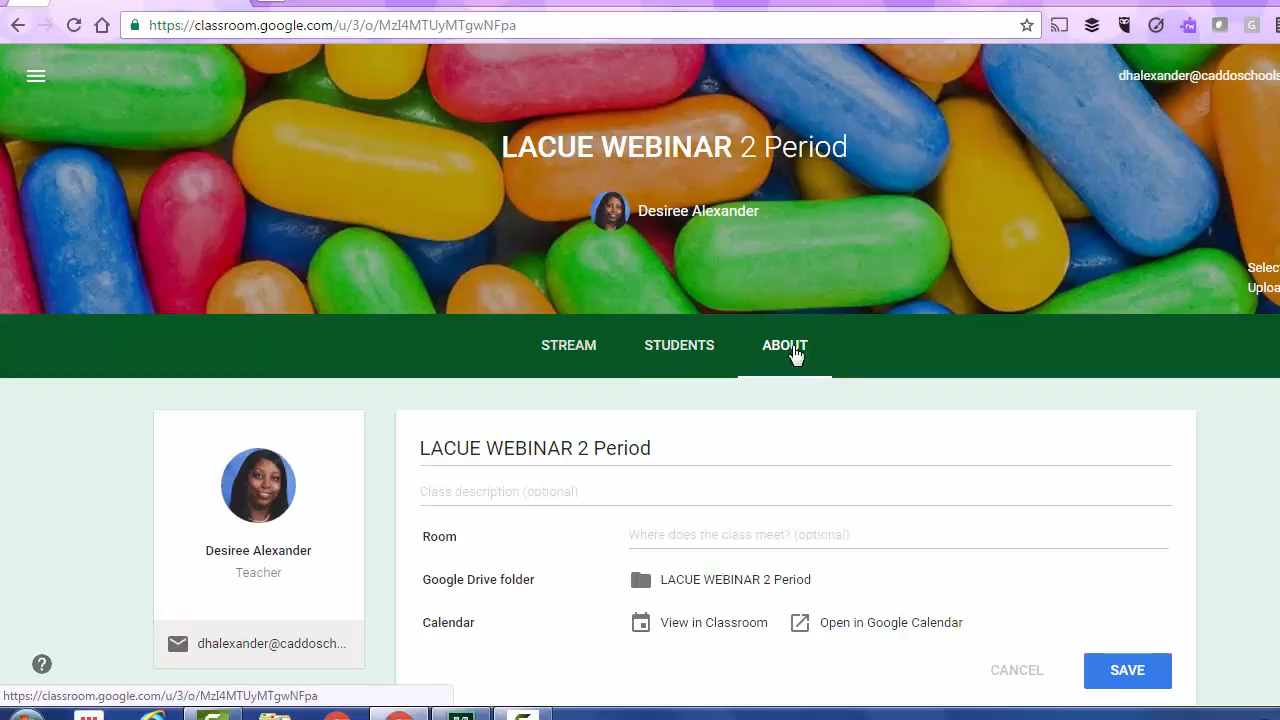 https://classroom.google.com/u/3/o/MzI4MTUyMTgwNFpa
dhalexander@caddoschools
LACUE WEBINAR 2 Period
Desiree Alexander
Select
Uploa
STREAM STUDENTS ABOUT
LACUE WEBINAR 2 Period
Class description (optional)
Desiree Alexander
Teacher
dhalexander@caddosch...
Room Where does the class meet? (optional)
Google Drive folder LACUE WEBINAR 2 Period
Calendar View in Classroom Open in Google Calendar
CANCEL SAVE
https://classroom.google.com/u/3/o/MzI4MTUyMTgwNFpa